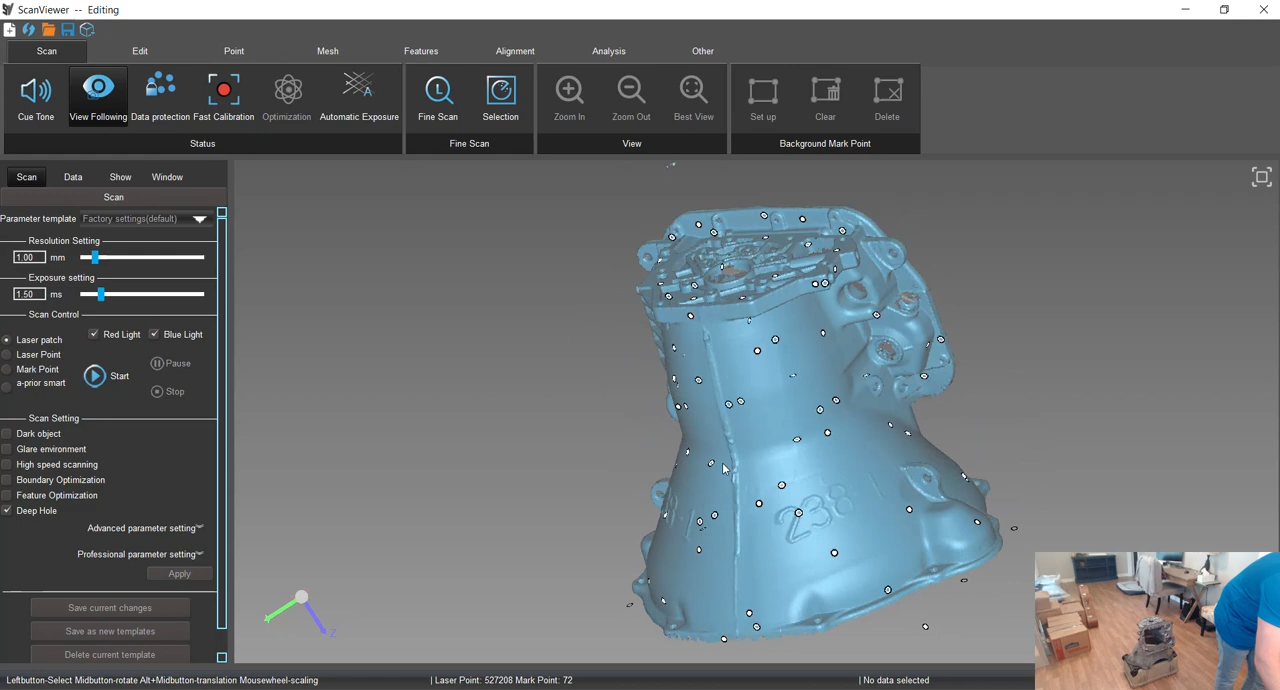 ScanViewer -- Editing
Scan Edit Point Mesh Features Alignment Analysis Other
Cue Tone View Following Data protection Fast Calibration Optimization Automatic Exposure Fine Scan Selection Zoom In Zoom Out Best View Set up Clear Delete
Status Fine Scan View Background Mark Point
Scan Data Show Window
Scan
Parameter template Factory settings(default)
Resolution Setting
1.00 mm
Exposure setting
1.50 ms
Scan Control
Red Light Blue Light
Laser patch
Laser Point
Mark Point
a-prior smart
Start
Pause
Stop
Scan Setting
Dark object
Glare environment
High speed scanning
Boundary Optimization
Feature Optimization
Deep Hole
Advanced parameter setting
Professional parameter setting
Apply
Save current changes
Save as new templates
Delete current template
238
Z
Leftbutton-Select Midbutton-rotate Alt+Midbutton-translation Mousewheel-scaling | Laser Point: 527208 Mark Point: 72 | No data selected